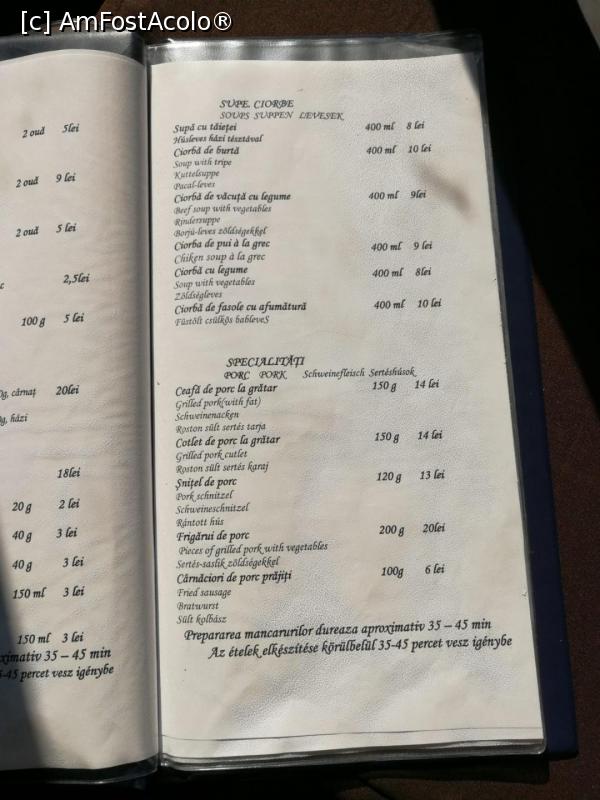 [c] AmFostAcolo®
2 ouă 5lei
2 ouă 9 lei
2 ouă 5 lei
2,5lei
100 g 5 lei
cârnaţ 20lei
házi
18lei
20 g 2 lei
40 g 3 lei
40 g 3 lei
150 ml 3 lei
150 ml 3 lei
35 – 45 min
percet vesz igénybe
SUPE. CIORBE
SOUPS SUPPEN LEVESEK
Supă cu tăieţei 400 ml 8 lei
Húsleves házi tésztával
Ciorbă de burtă 400 ml 10 lei
Soup with tripe
Kuttelsuppe
Pacal-leves
Ciorbă de văcuţă cu legume 400 ml 9lei
Beef soup with vegetables
Rindersuppe
Borjú-leves zöldségekkel
Ciorba de pui à la grec 400 ml 9 lei
Chiken soup à la grec
Ciorbă cu legume 400 ml 8lei
Soup with vegetables
Zöldségleves
Ciorbă de fasole cu afumătură 400 ml 10 lei
Füstölt csülkös bableveS
SPECIALITĂŢI
PORC PORK Schweinefleisch Sertéshúsok
Ceafă de porc la grătar 150 g 14 lei
Grilled pork(with fat)
Schweinenacken
Roston sült sertés tarja
Cotlet de porc la grătar 150 g 14 lei
Grilled pork cutlet
Roston sült sertés karaj
Şniţel de porc 120 g 13 lei
Pork schnitzel
Schweineschnitzel
Rántott hús
Frigărui de porc 200 g 20lei
Pieces of grilled pork with vegetables
Sertés-saslik zöldségekkel
Cârnăciori de porc prăjiţi 100g 6 lei
Fried sausage
Bratwurst
Sült kolbász
Prepararea mancarurilor dureaza aproximativ 35 – 45 min
Az ételek elkészítése körülbelül 35-45 percet vesz igénybe